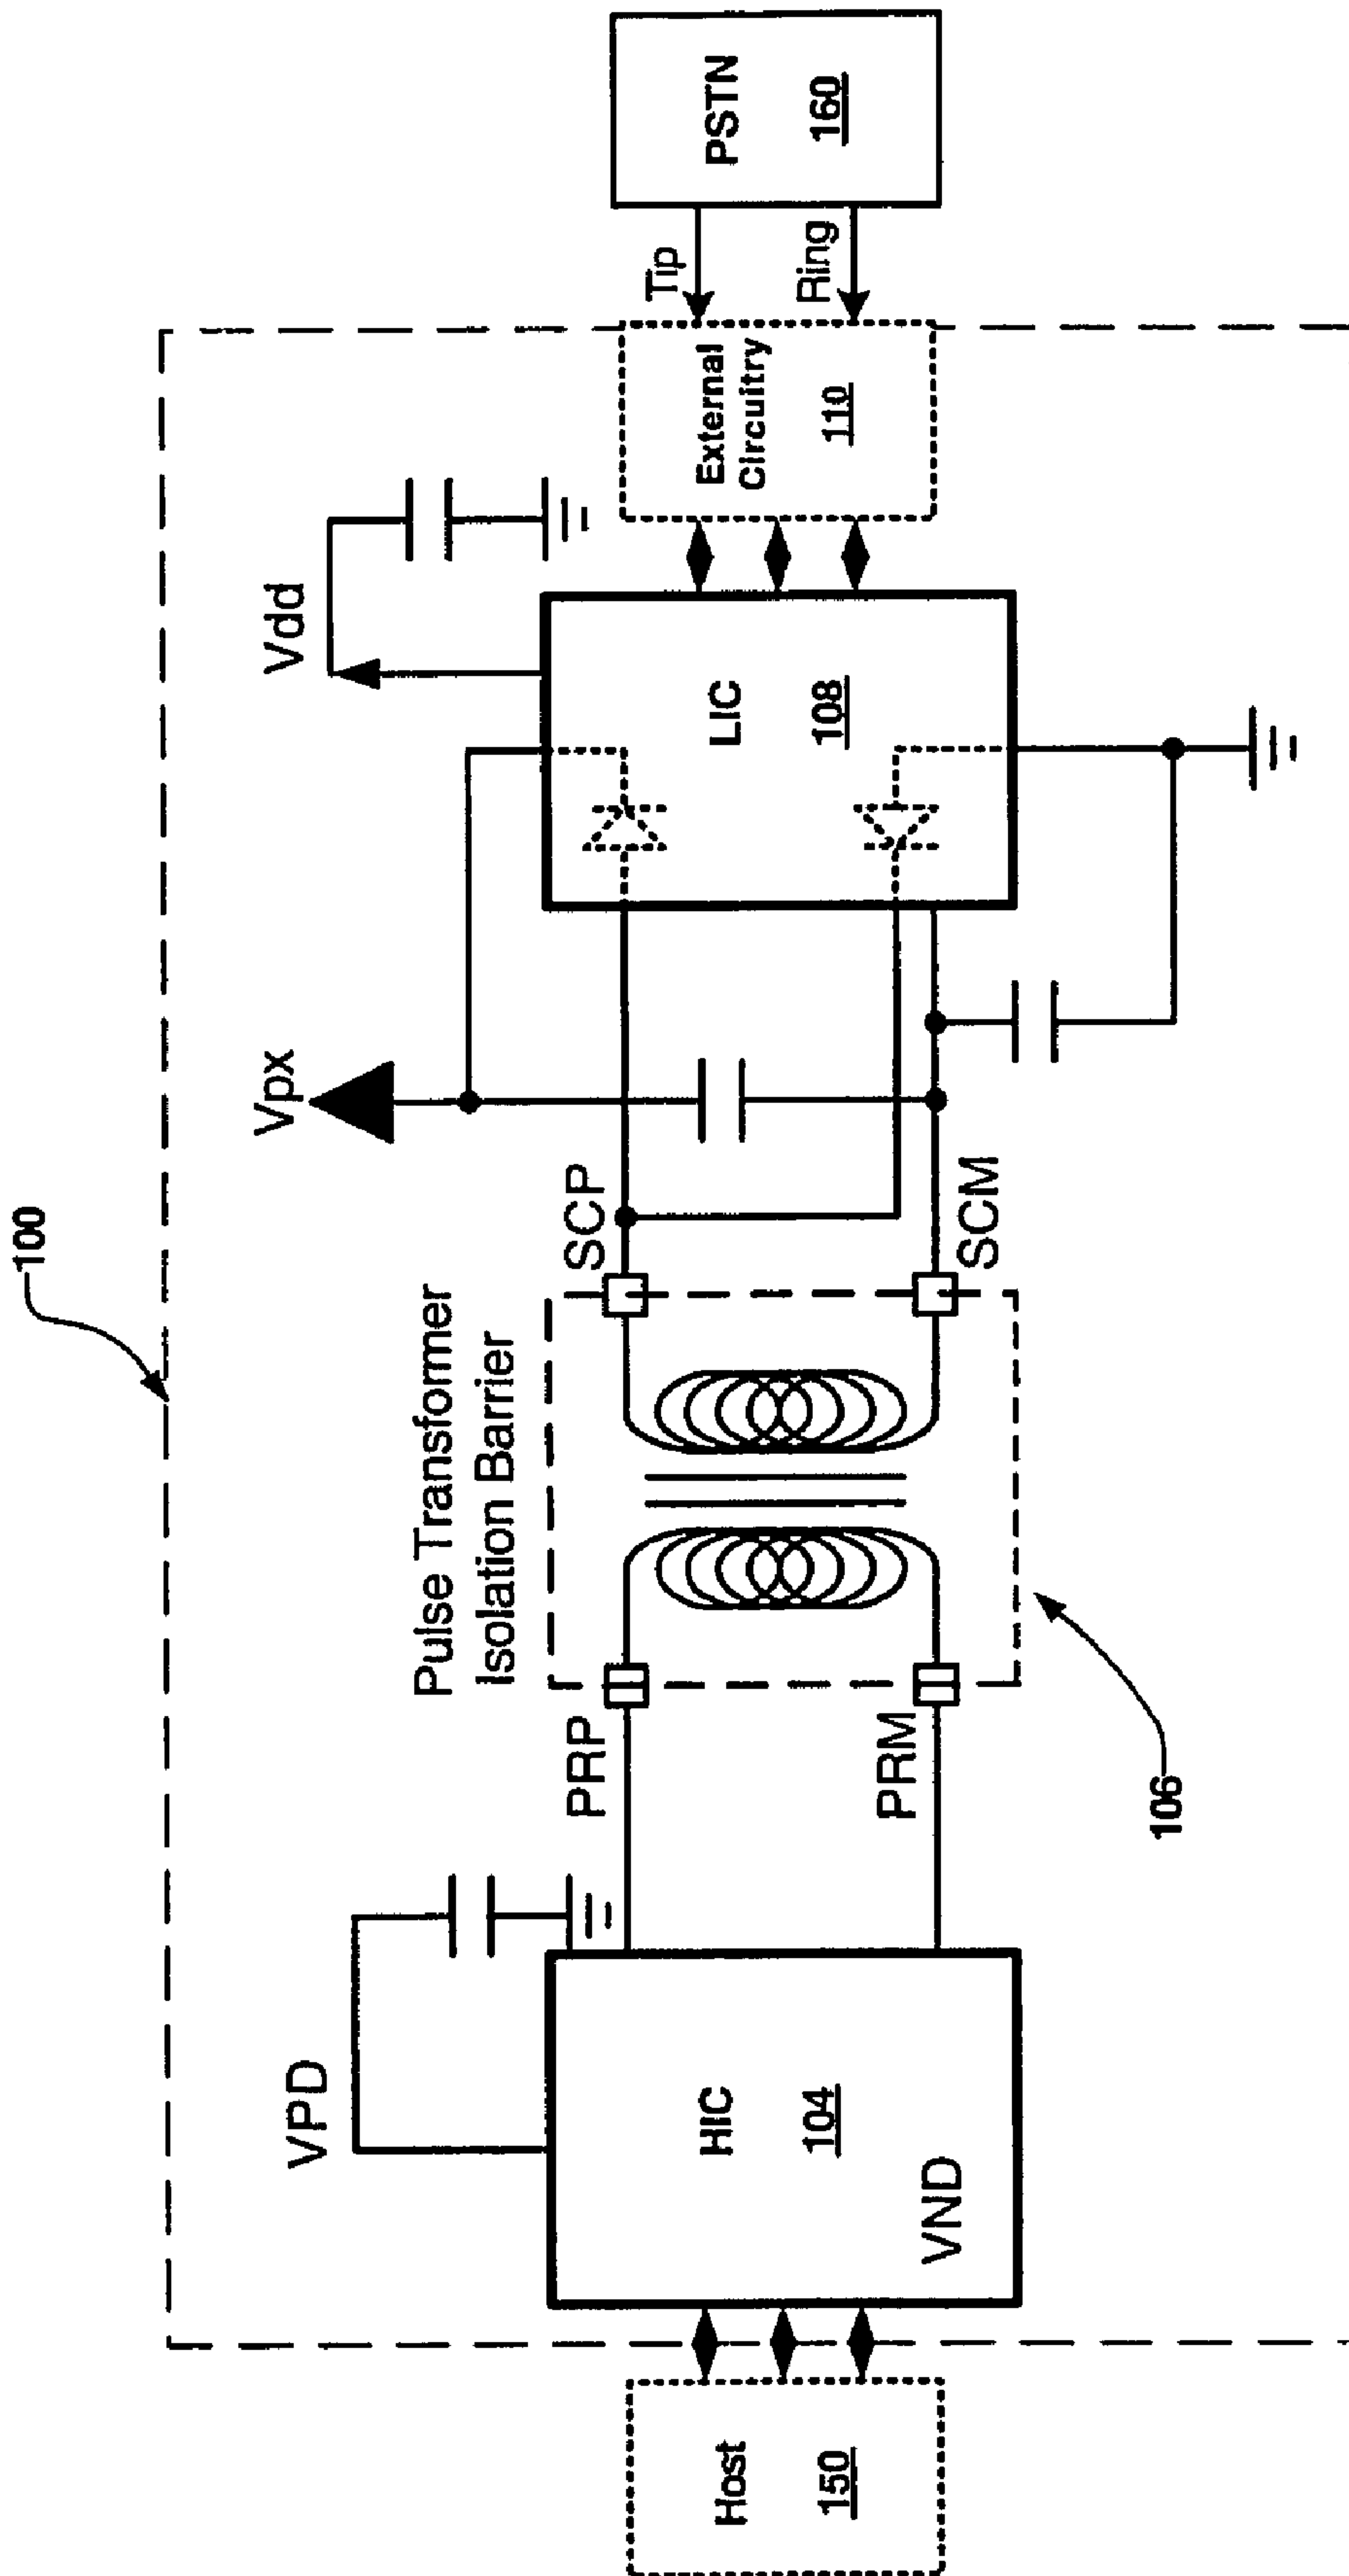 100
Pulse Transformer
Isolation Barrier
VPD
Vpx
Vdd
Host
150
HIC
104
VND
PRP
PRM
SCP
SCM
106
LIC
108
External
Circuitry
110
Tip
Ring
PSTN
160